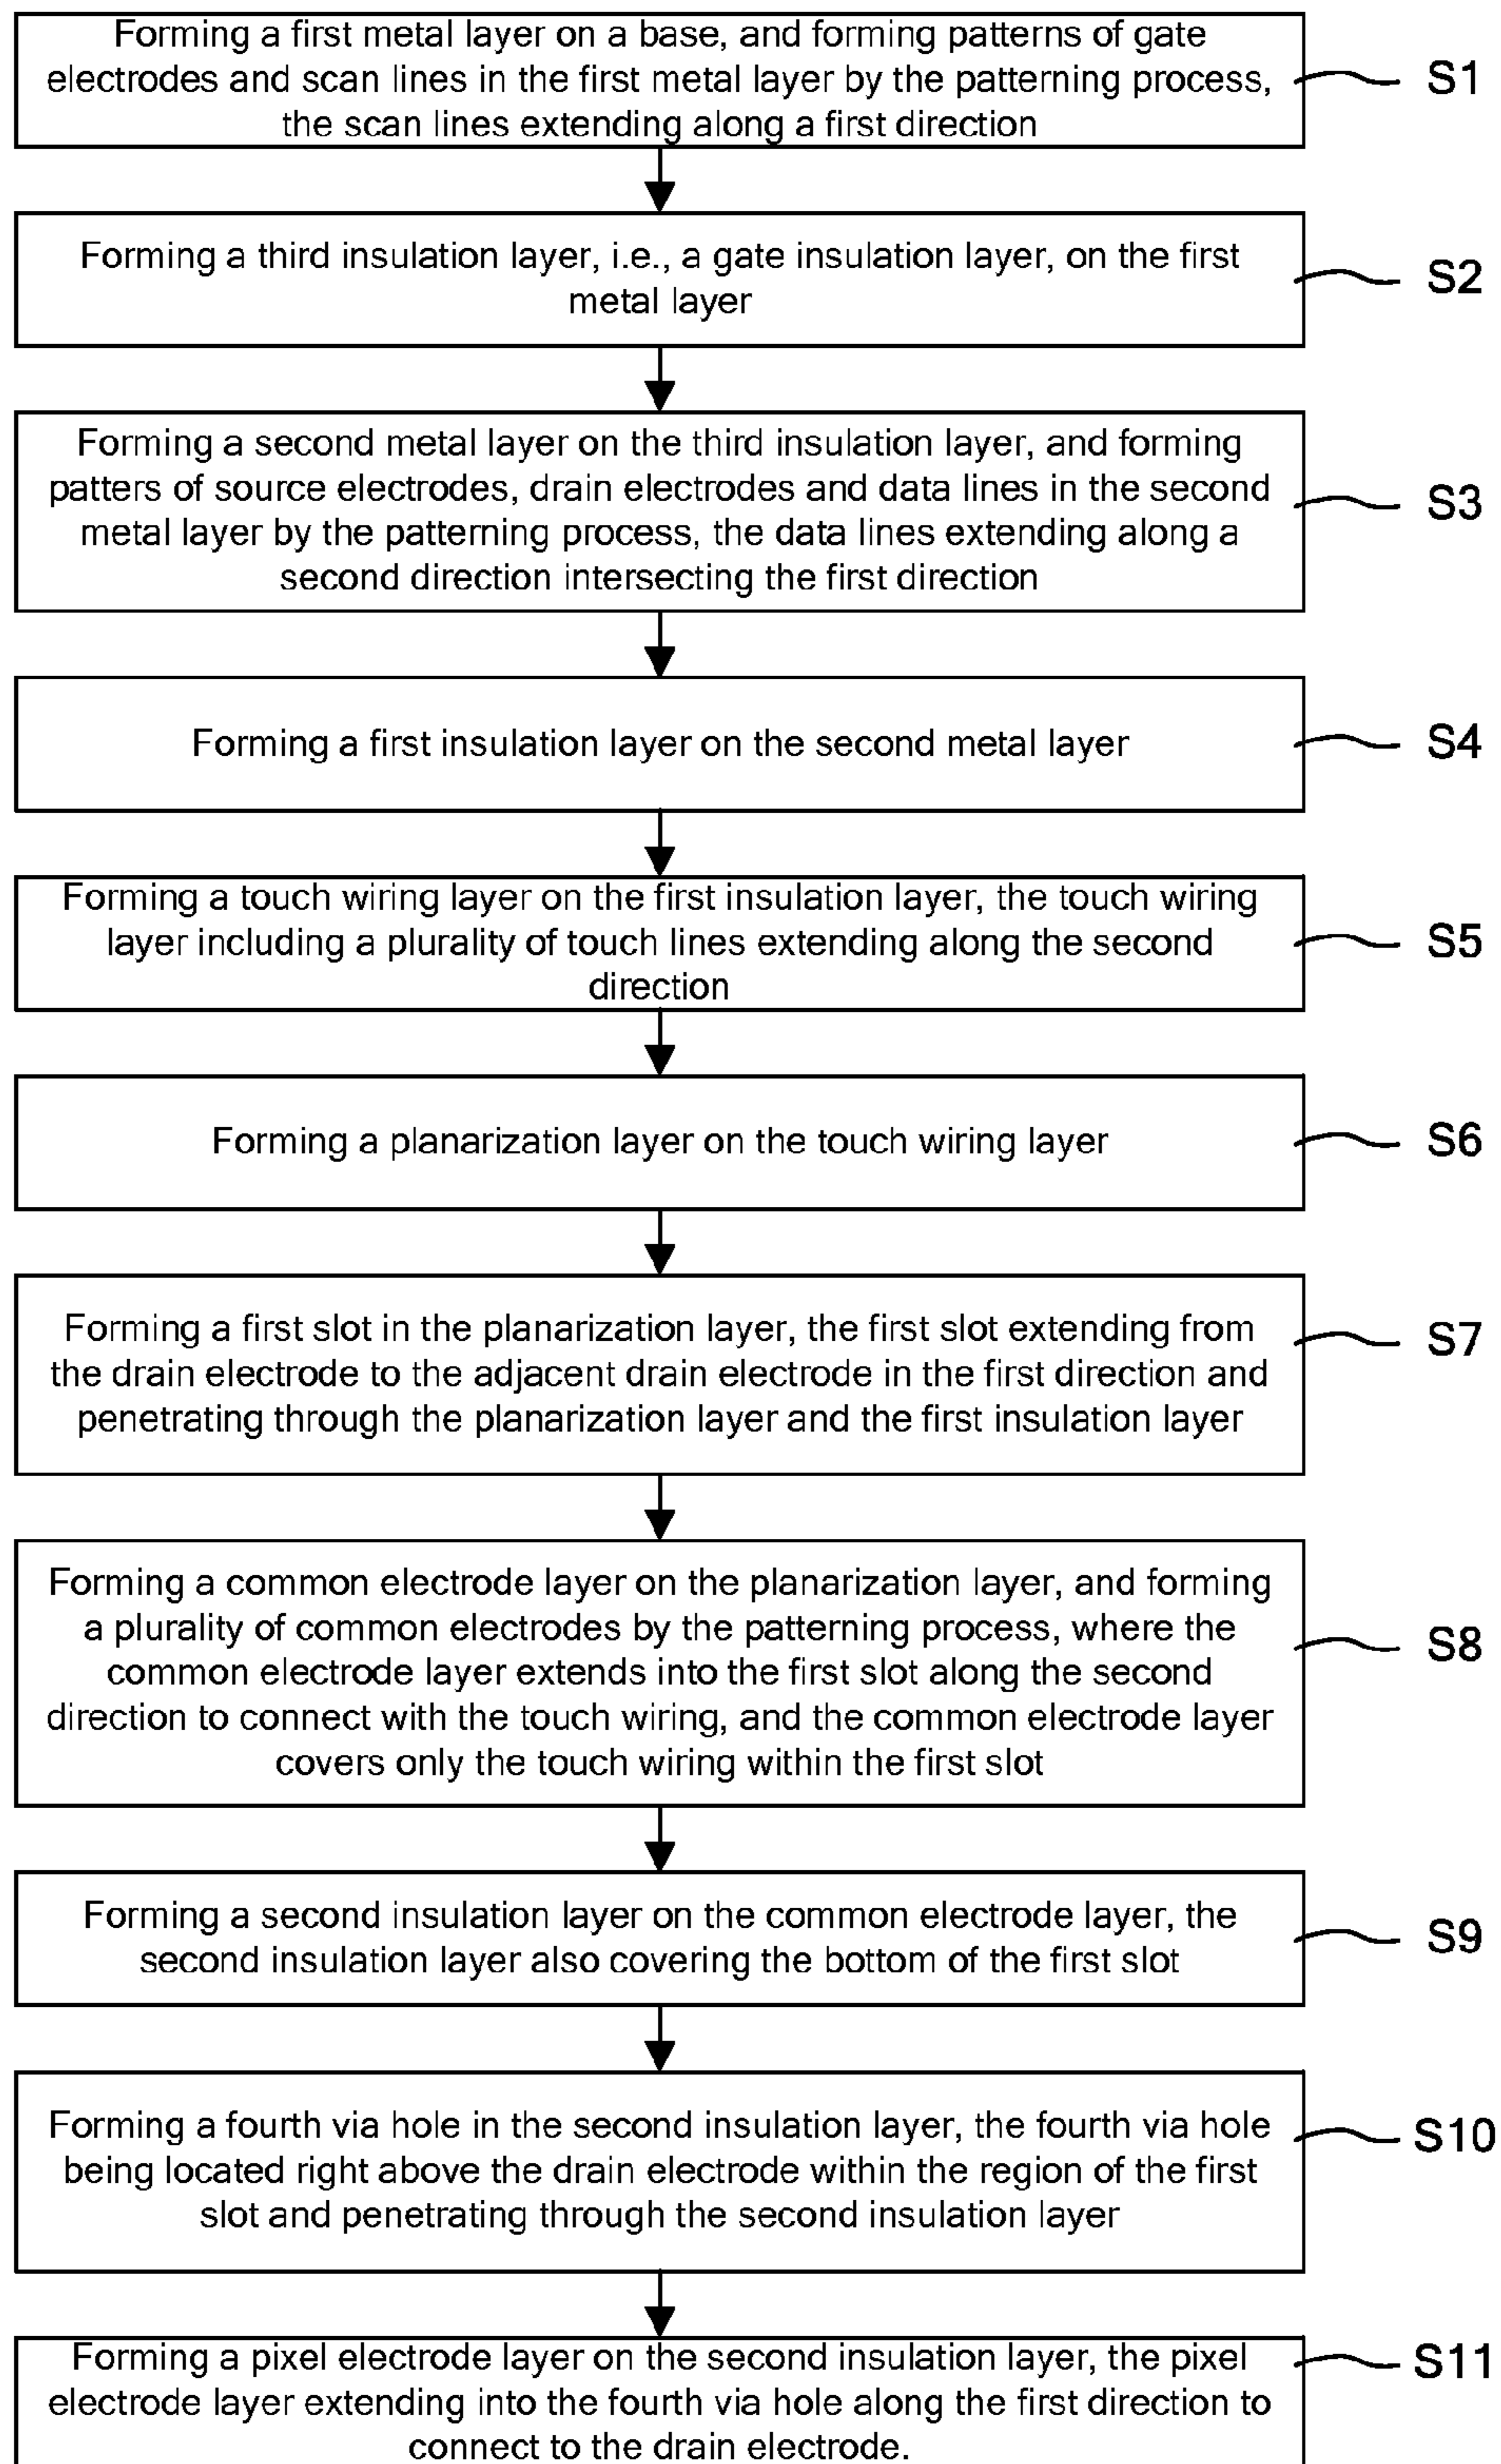 Forming a first metal layer on a base, and forming patterns of gate
electrodes and scan lines in the first metal layer by the patterning process,
the scan lines extending along a first direction
S1
Forming a third insulation layer, i.e., a gate insulation layer, on the first
metal layer
S2
Forming a second metal layer on the third insulation layer, and forming
patters of source electrodes, drain electrodes and data lines in the second
metal layer by the patterning process, the data lines extending along a
second direction intersecting the first direction
S3
Forming a first insulation layer on the second metal layer
S4
Forming a touch wiring layer on the first insulation layer, the touch wiring
layer including a plurality of touch lines extending along the second
direction
S5
Forming a planarization layer on the touch wiring layer
S6
Forming a first slot in the planarization layer, the first slot extending from
the drain electrode to the adjacent drain electrode in the first direction and
penetrating through the planarization layer and the first insulation layer
S7
Forming a common electrode layer on the planarization layer, and forming
a plurality of common electrodes by the patterning process, where the
common electrode layer extends into the first slot along the second
direction to connect with the touch wiring, and the common electrode layer
covers only the touch wiring within the first slot
S8
Forming a second insulation layer on the common electrode layer, the
second insulation layer also covering the bottom of the first slot
S9
Forming a fourth via hole in the second insulation layer, the fourth via hole
being located right above the drain electrode within the region of the first
slot and penetrating through the second insulation layer
S10
Forming a pixel electrode layer on the second insulation layer, the pixel
electrode layer extending into the fourth via hole along the first direction to
connect to the drain electrode.
S11